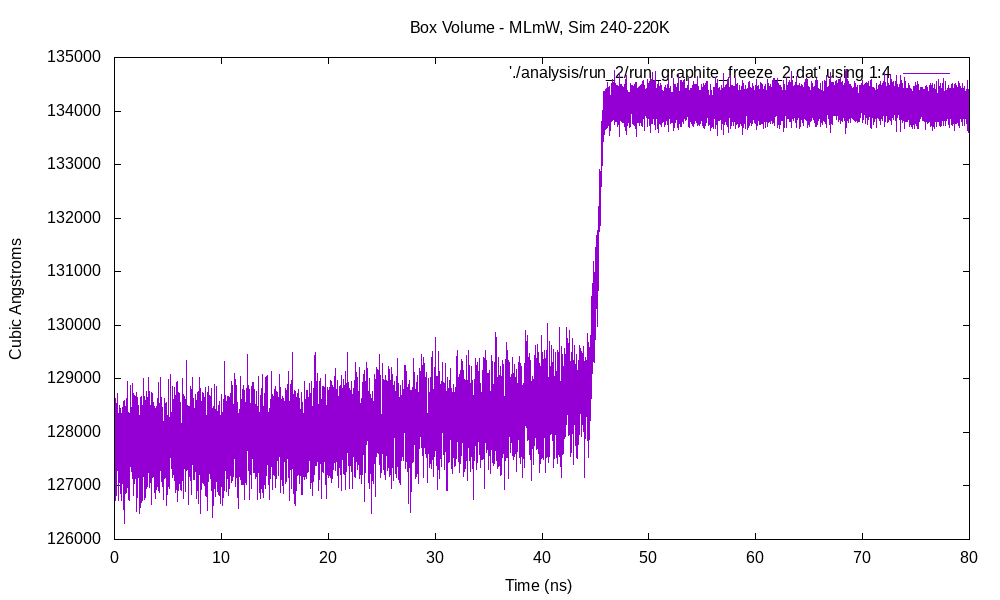 Box Volume - MLmW, Sim 240-220K
'./analysis/run_2/run_graphite_freeze_2.dat' using 1:4
135000
134000
133000
132000
131000
130000
129000
128000
127000
126000
Cubic Angstroms
0 10 20 30 40 50 60 70 80
Time (ns)